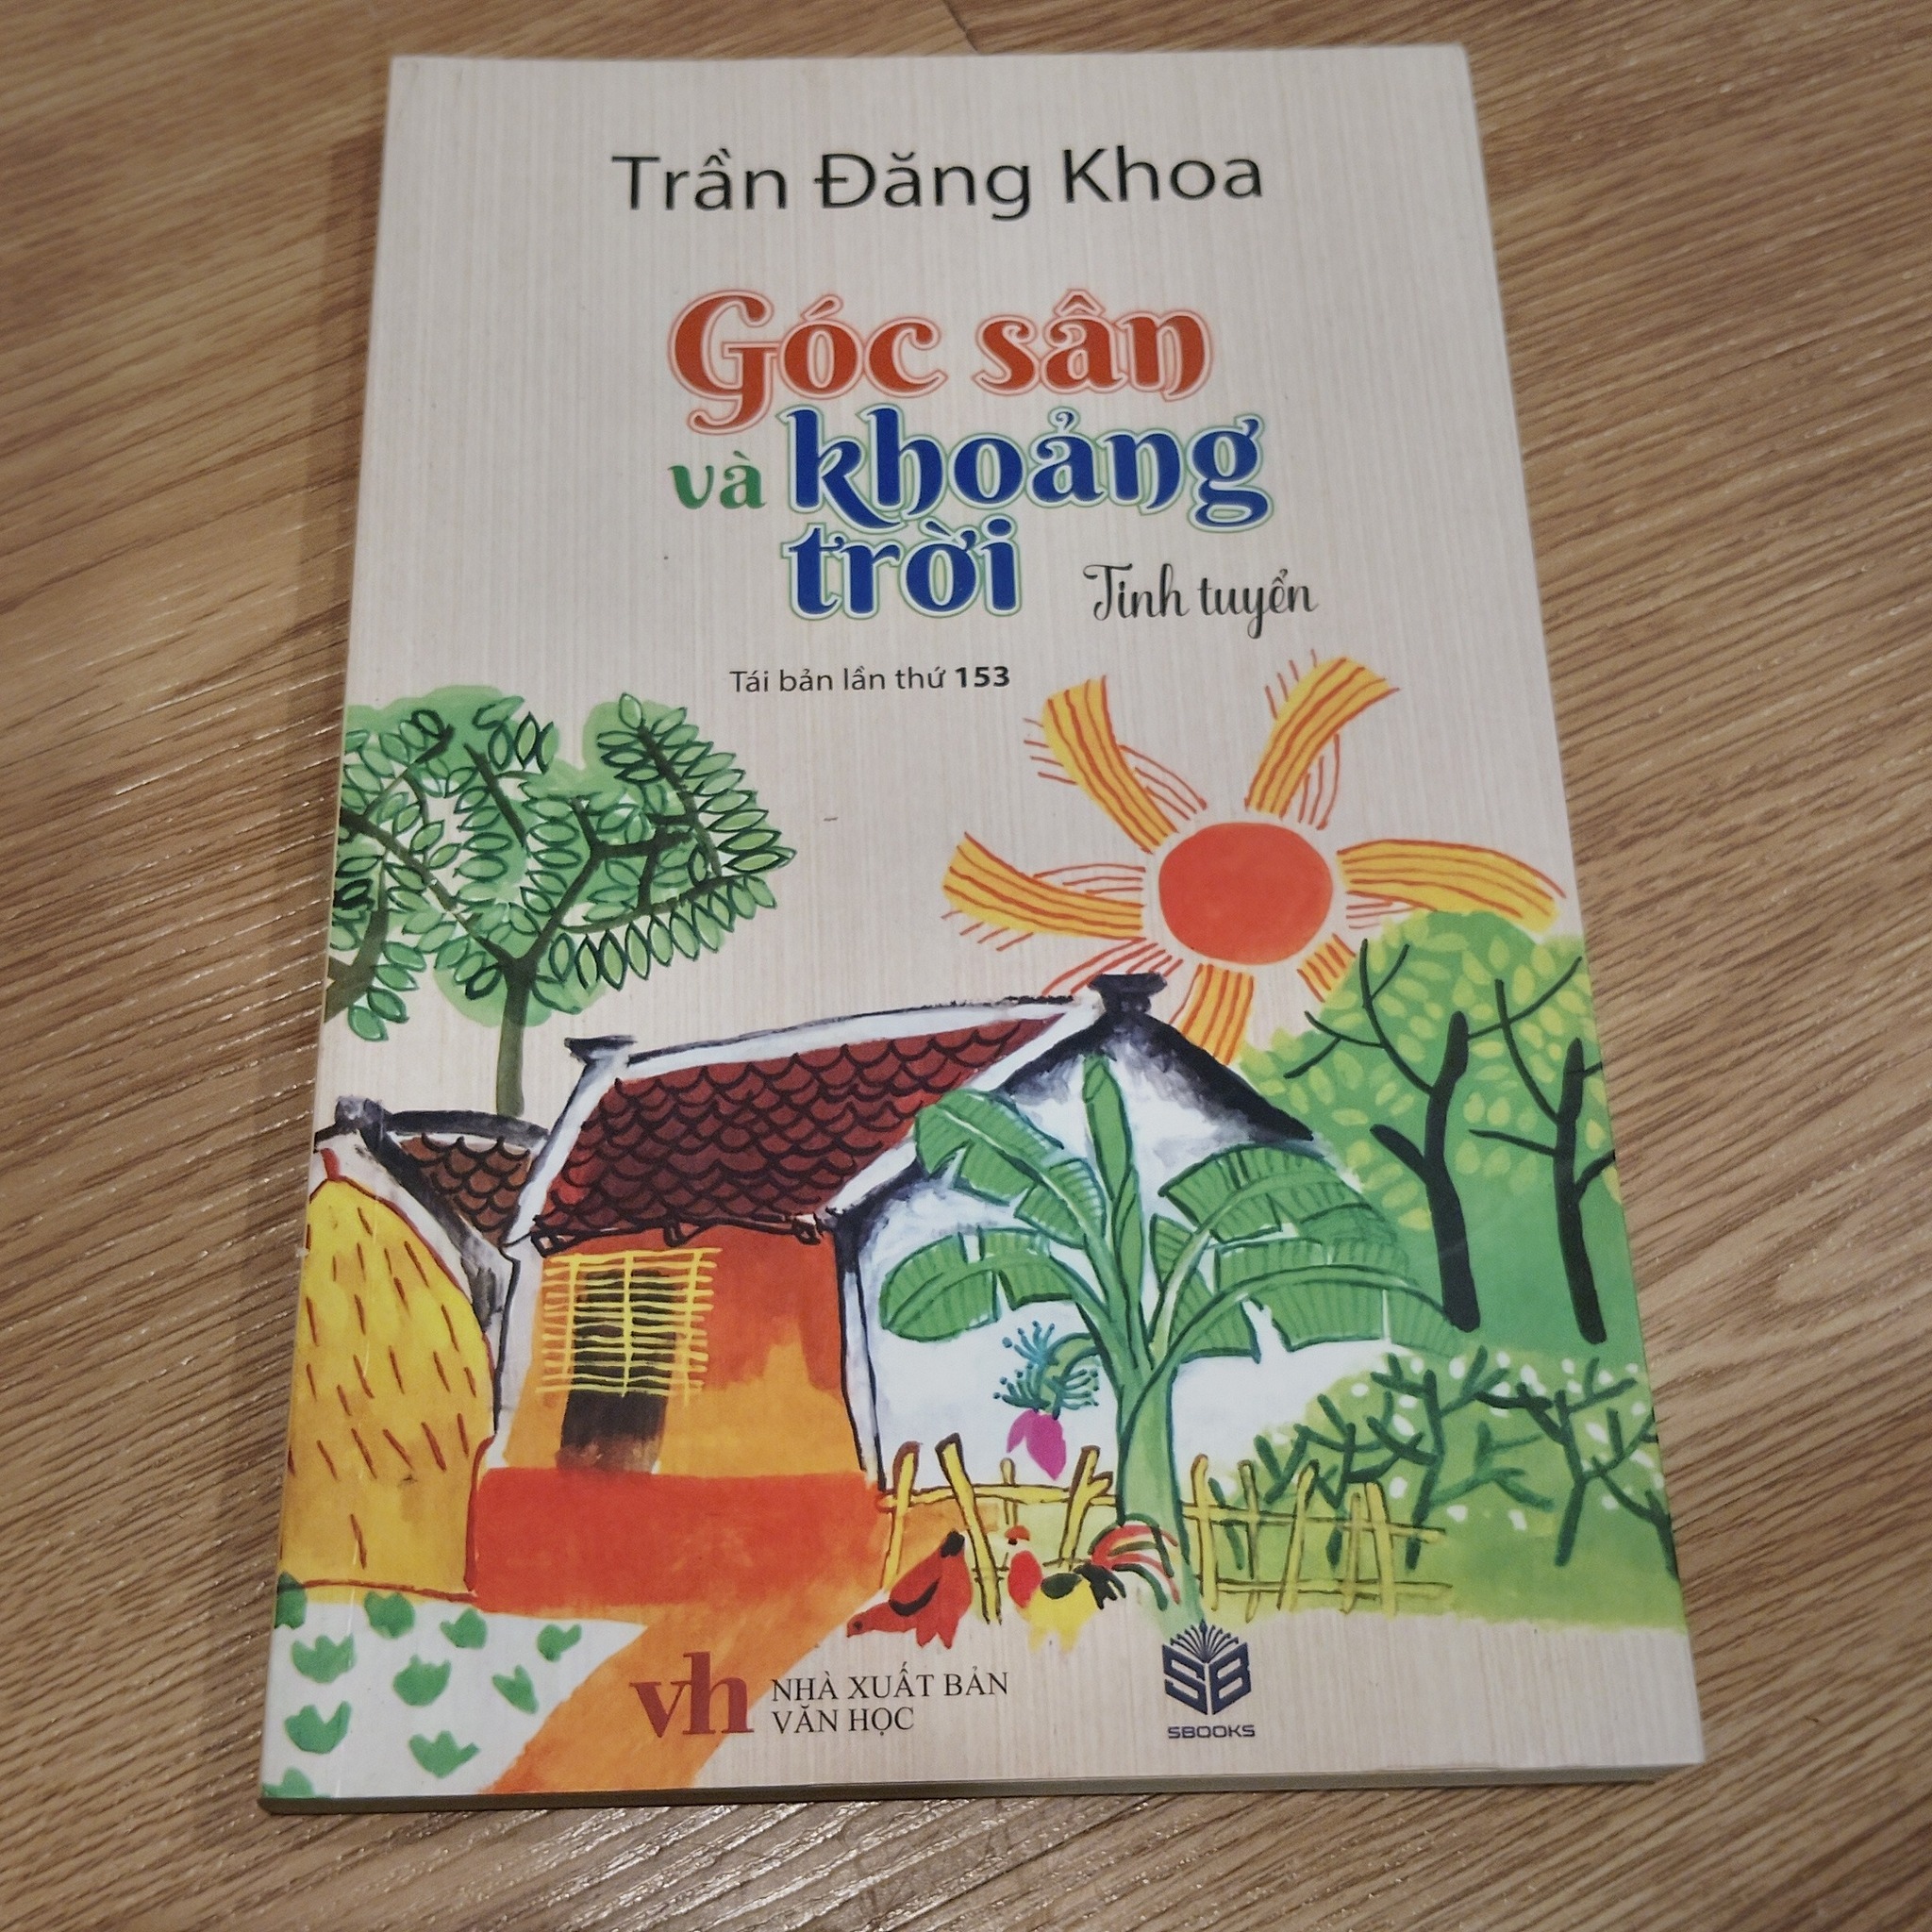 Trần Đăng Khoa
Góc sân
và khoảng
trời
Tinh tuyển
Tái bản lần thứ 153
vh
NHÀ XUẤT BẢN
VĂN HỌC
SB
SBOOKS